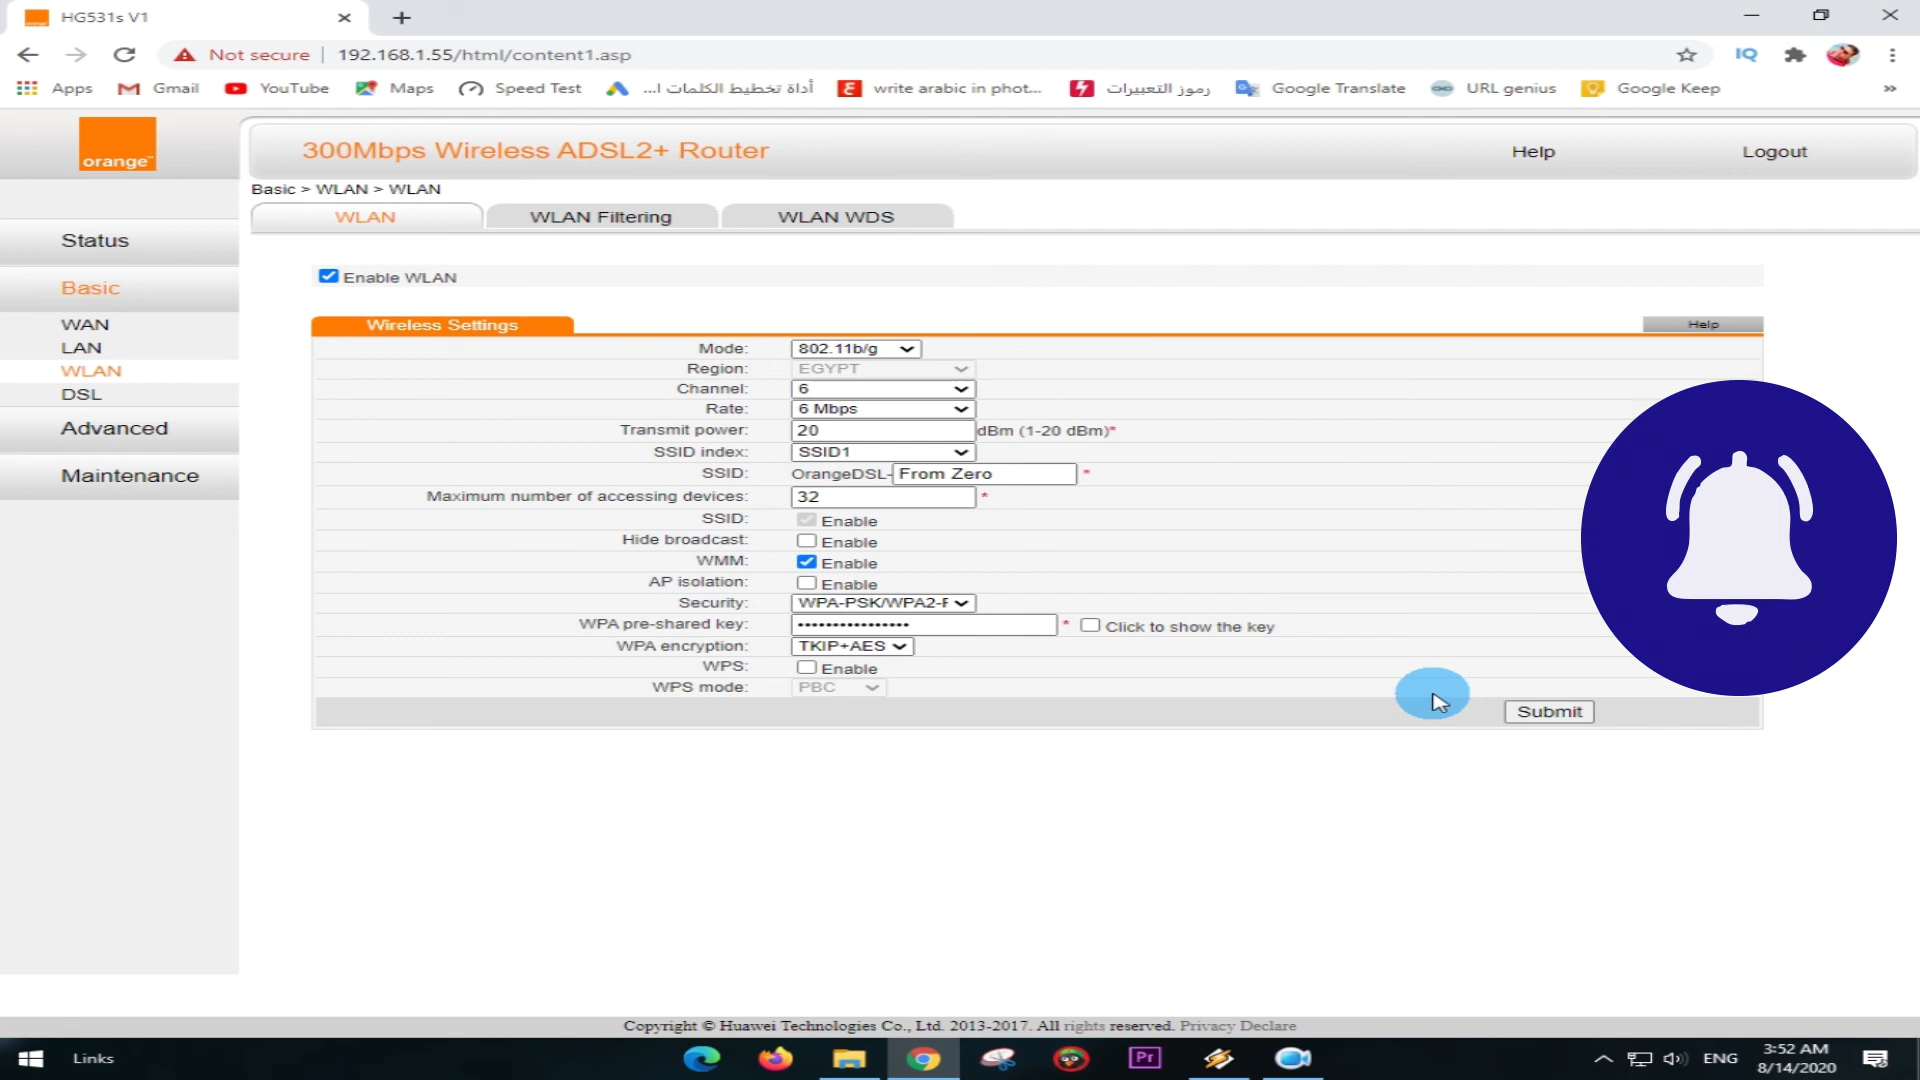 HG531s V1
Not secure | 192.168.1.55/html/content1.asp
IQ
Apps Gmail YouTube Maps Speed Test أداة تخطيط الكلمات ا... write arabic in phot... رموز التعبيرات Google Translate URL genius Google Keep »
orange™
300Mbps Wireless ADSL2+ Router Help Logout
Basic > WLAN > WLAN
WLAN WLAN Filtering WLAN WDS
Status
Basic
WAN
LAN
WLAN
DSL
Advanced
Maintenance
Enable WLAN
Wireless Settings Help
Mode: 802.11b/g
Region: EGYPT
Channel: 6
Rate: 6 Mbps
Transmit power: 20 dBm (1-20 dBm)*
SSID index: SSID1
SSID: OrangeDSL- From Zero *
Maximum number of accessing devices: 32 *
SSID: Enable
Hide broadcast: Enable
WMM: Enable
AP isolation: Enable
Security: WPA-PSK/WPA2-F
WPA pre-shared key: •••••••••••••••• * Click to show the key
WPA encryption: TKIP+AES
WPS: Enable
WPS mode: PBC
Submit
Copyright © Huawei Technologies Co., Ltd. 2013-2017. All rights reserved. Privacy Declare
Links Pr ENG 3:52 AM
8/14/2020